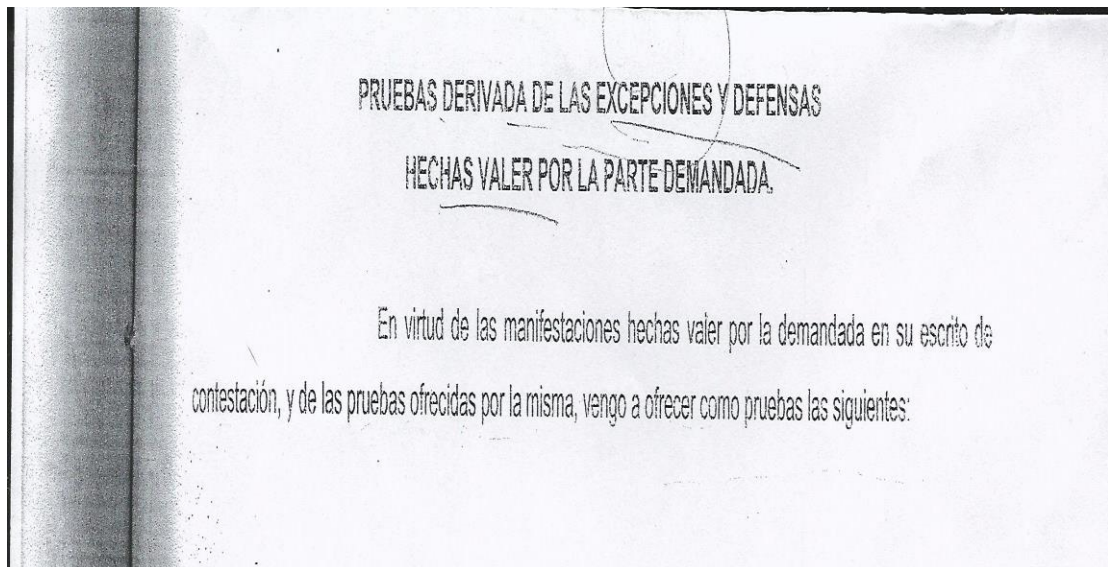 PRUEBAS DERIVADA DE LAS EXCEPCIONES Y DEFENSAS
HECHAS VALER POR LA PARTE DEMANDADA.
En virtud de las manifestaciones hechas valer por la demandada en su escrito de
contestación, y de las pruebas ofrecidas por la misma, vengo a ofrecer como pruebas las siguientes: